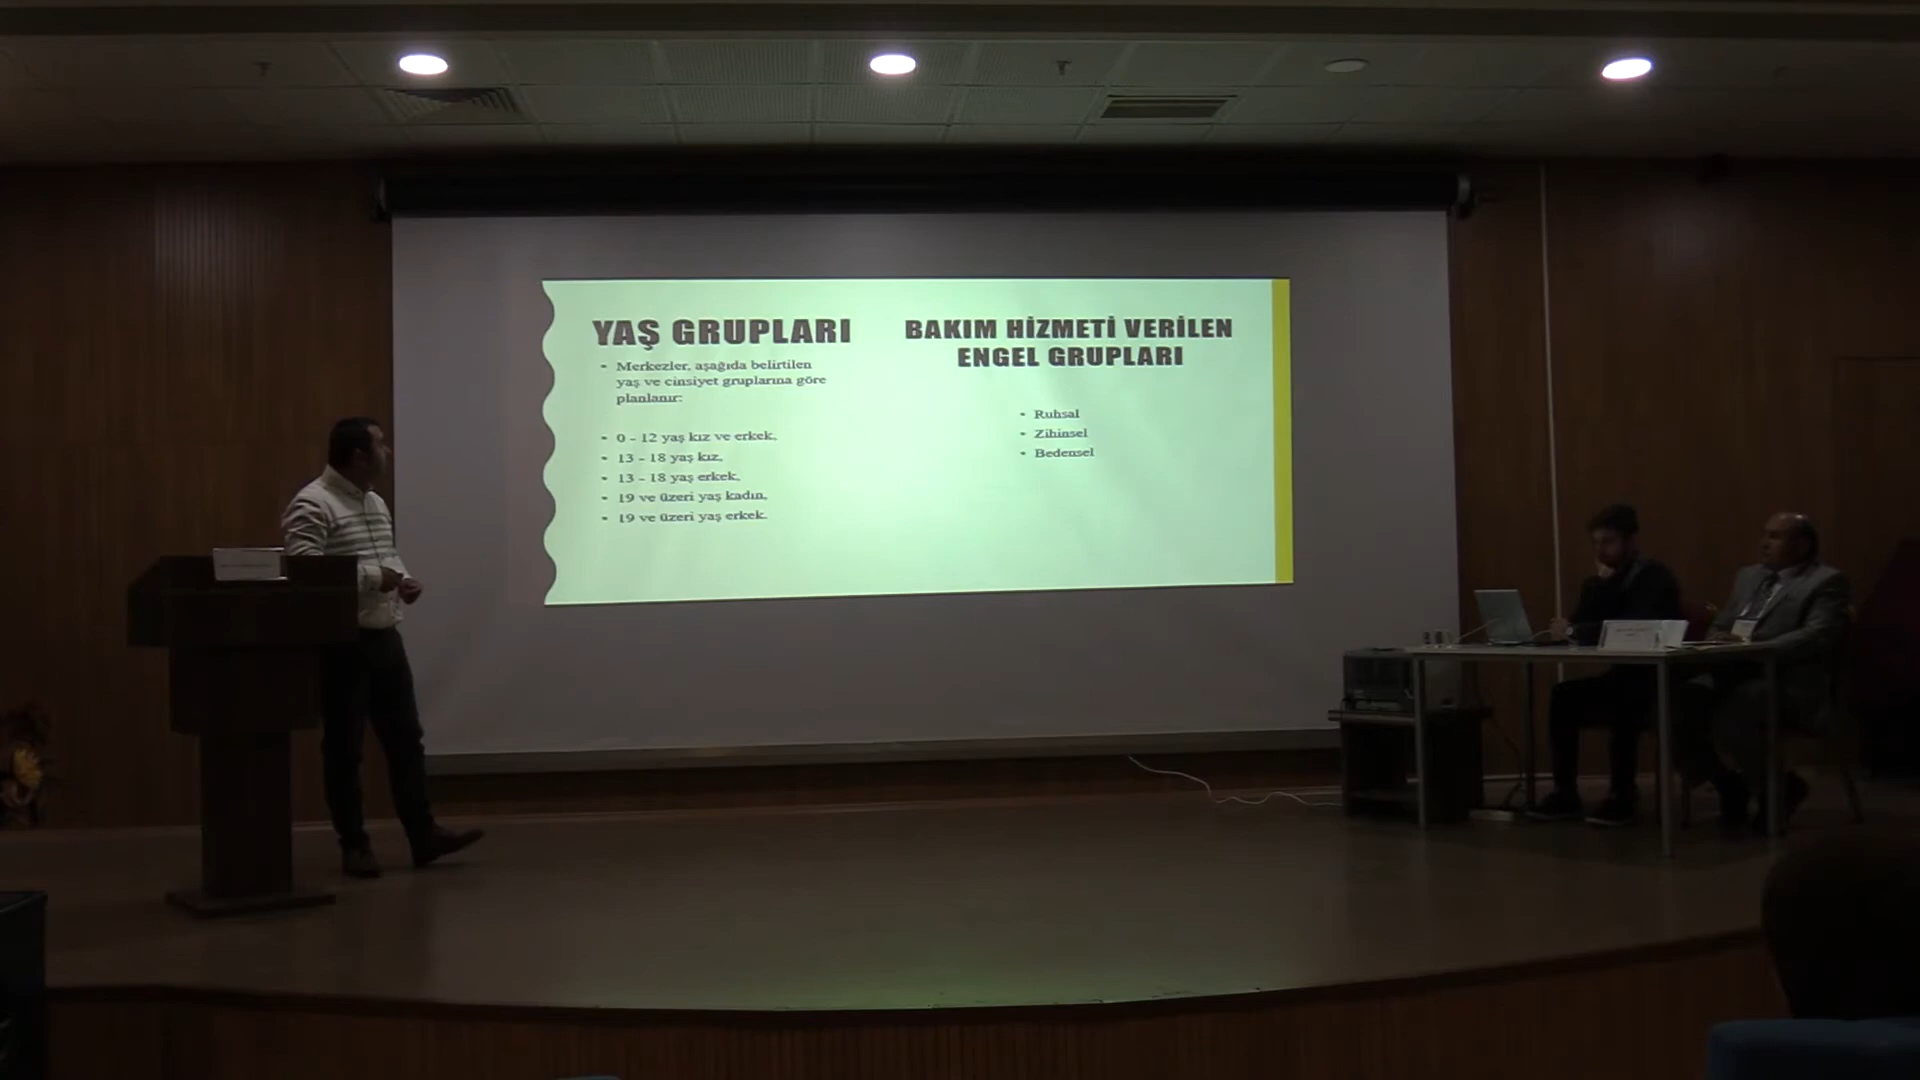 YAŞ GRUPLARI
• Merkezler, aşağıda belirtilen
yaş ve cinsiyet gruplarına göre
planlanır:
• 0 - 12 yaş kız ve erkek,
• 13 - 18 yaş kız,
• 13 - 18 yaş erkek,
• 19 ve üzeri yaş kadın,
• 19 ve üzeri yaş erkek.
BAKIM HİZMETİ VERİLEN
ENGEL GRUPLARI
• Ruhsal
• Zihinsel
• Bedensel